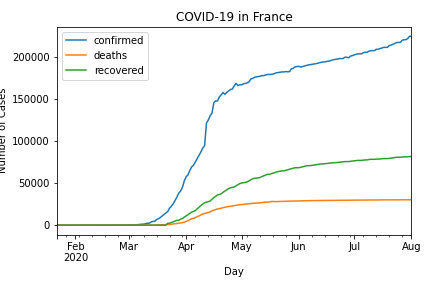 COVID-19 in France
confirmed
deaths
recovered
200000
150000
100000
50000
0
Number of Cases
Feb
2020
Mar
Apr
May
Jun
Jul
Aug
Day